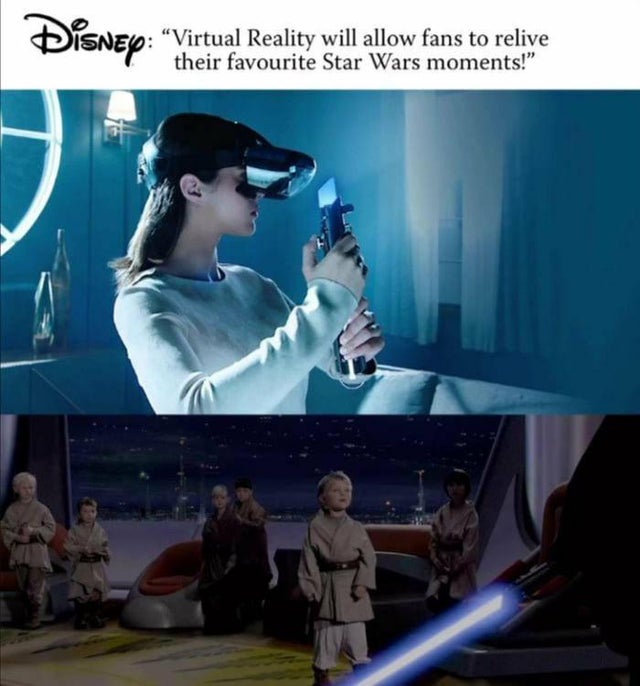 Disney: “Virtual Reality will allow fans to relive
their favourite Star Wars moments!”